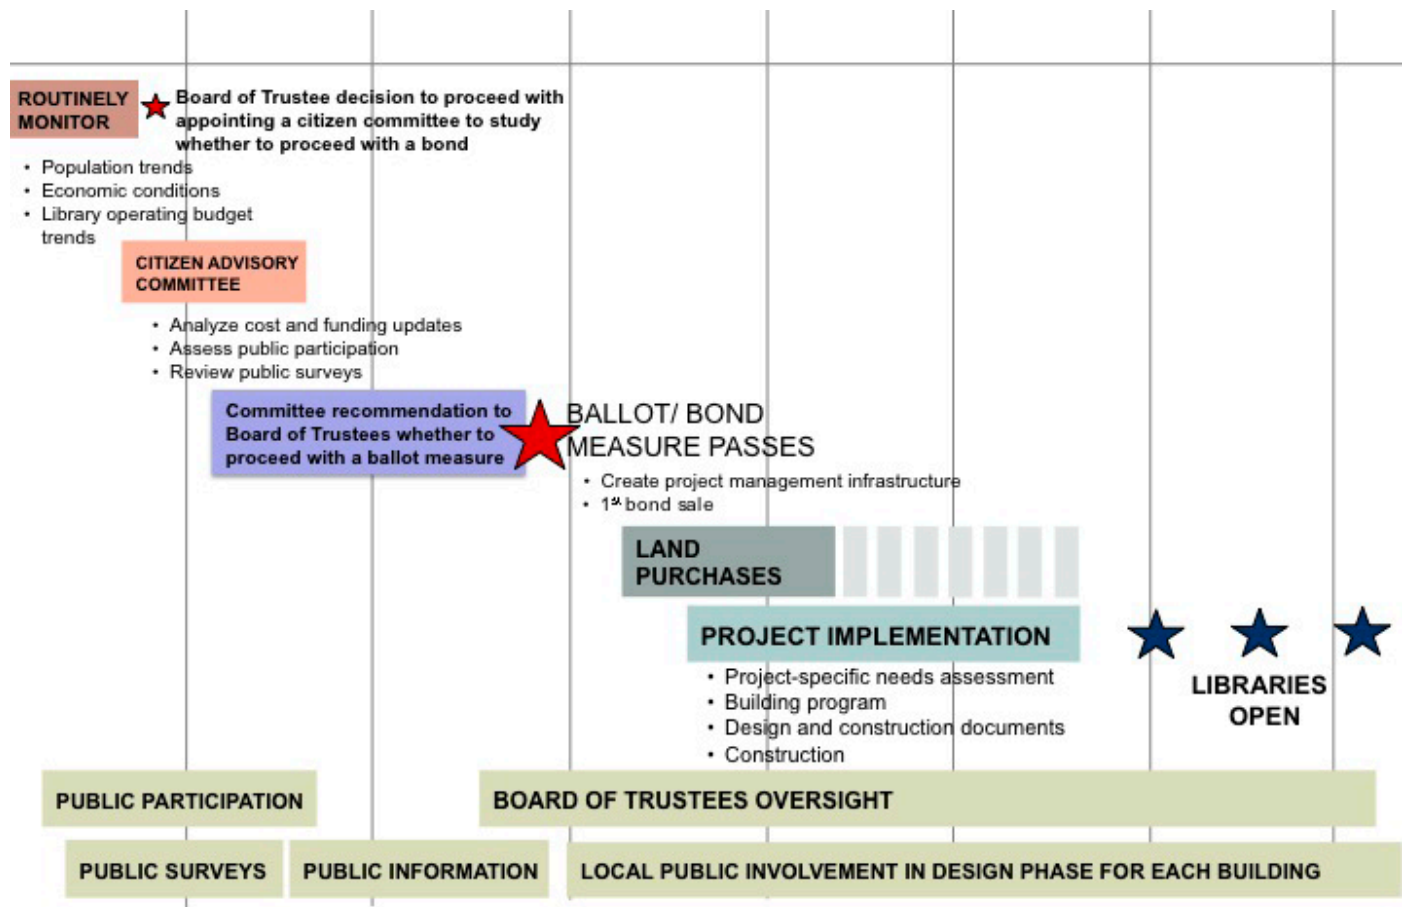 ROUTINELY
MONITOR
Board of Trustee decision to proceed with
appointing a citizen committee to study
whether to proceed with a bond
• Population trends
• Economic conditions
• Library operating budget
trends
CITIZEN ADVISORY
COMMITTEE
• Analyze cost and funding updates
• Assess public participation
• Review public surveys
Committee recommendation to
Board of Trustees whether to
proceed with a ballot measure
BALLOT/ BOND
MEASURE PASSES
• Create project management infrastructure
• 1st bond sale
LAND
PURCHASES
PROJECT IMPLEMENTATION
• Project-specific needs assessment
• Building program
• Design and construction documents
• Construction
LIBRARIES
OPEN
PUBLIC PARTICIPATION
BOARD OF TRUSTEES OVERSIGHT
PUBLIC SURVEYS
PUBLIC INFORMATION
LOCAL PUBLIC INVOLVEMENT IN DESIGN PHASE FOR EACH BUILDING